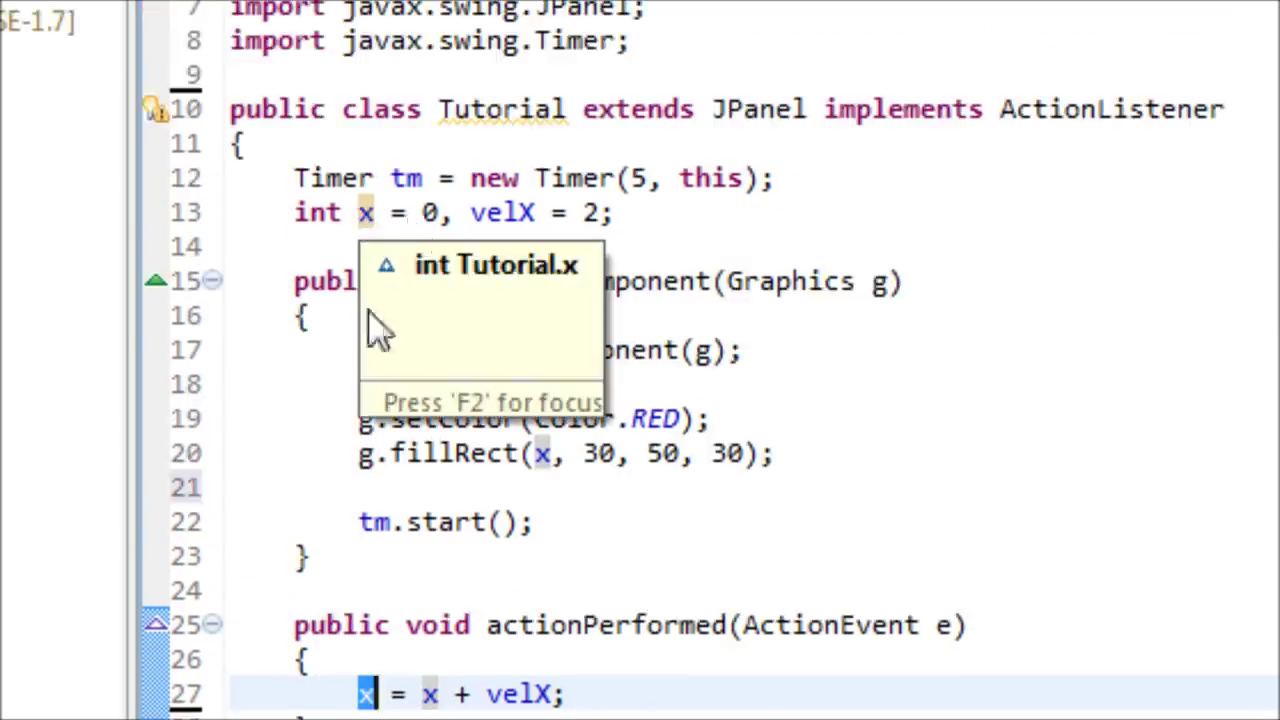 SE-1.7]
7 import javax.swing.JPanel;
8 import javax.swing.Timer;
9
10 public class Tutorial extends JPanel implements ActionListener
11 {
12 Timer tm = new Timer(5, this);
13 int x = 0, velX = 2;
14
int Tutorial.x
15 publ mponent(Graphics g)
16 {
17 onent(g);
18
Press 'F2' for focus
19 g.setColor(Color.RED);
20 g.fillRect(x, 30, 50, 30);
21
22 tm.start();
23 }
24
25 public void actionPerformed(ActionEvent e)
26 {
27 x = x + velX;